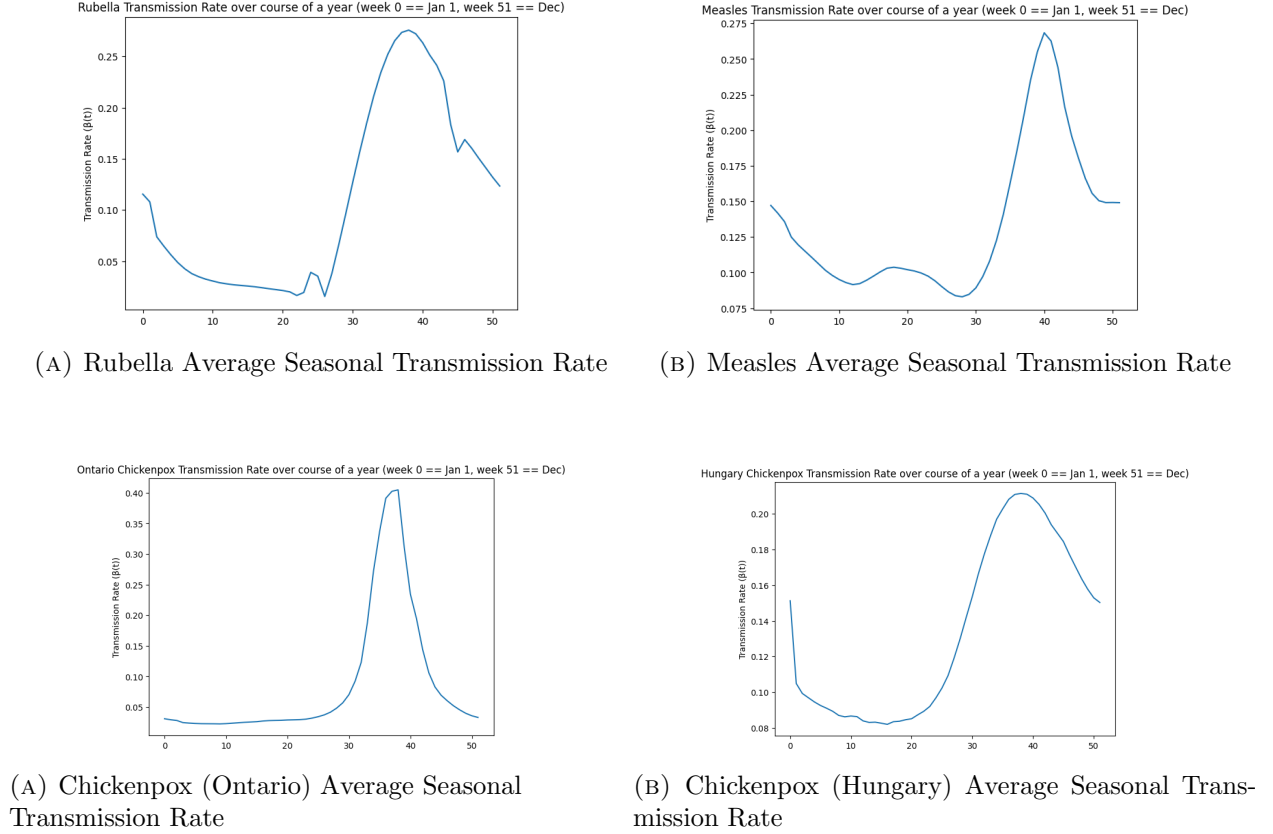 Rubella Transmission Rate over course of a year (week 0 == Jan 1, week 51 == Dec)
Transmission Rate (β(t))
0.25
0.20
0.15
0.10
0.05
0 10 20 30 40 50
(A) Rubella Average Seasonal Transmission Rate
Measles Transmission Rate over course of a year (week 0 == Jan 1, week 51 == Dec)
Transmission Rate (β(t))
0.275
0.250
0.225
0.200
0.175
0.150
0.125
0.100
0.075
0 10 20 30 40 50
(B) Measles Average Seasonal Transmission Rate
Ontario Chickenpox Transmission Rate over course of a year (week 0 == Jan 1, week 51 == Dec)
Transmission Rate (β(t))
0.40
0.35
0.30
0.25
0.20
0.15
0.10
0.05
0 10 20 30 40 50
(A) Chickenpox (Ontario) Average Seasonal
Transmission Rate
Hungary Chickenpox Transmission Rate over course of a year (week 0 == Jan 1, week 51 == Dec)
Transmission Rate (β(t))
0.20
0.18
0.16
0.14
0.12
0.10
0.08
0 10 20 30 40 50
(B) Chickenpox (Hungary) Average Seasonal Trans-
mission Rate